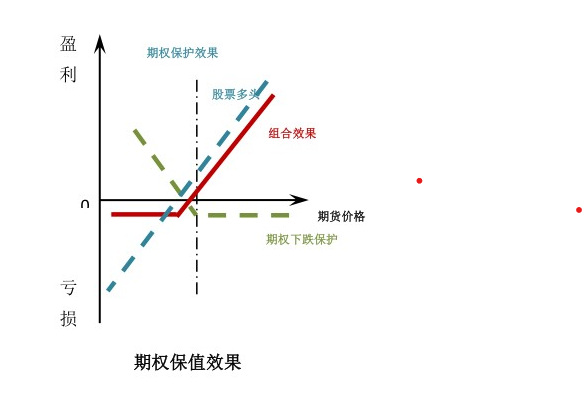 盈
利
期权保护效果
股票多头
组合效果
0
期货价格
期权下跌保护
亏
损
期权保值效果